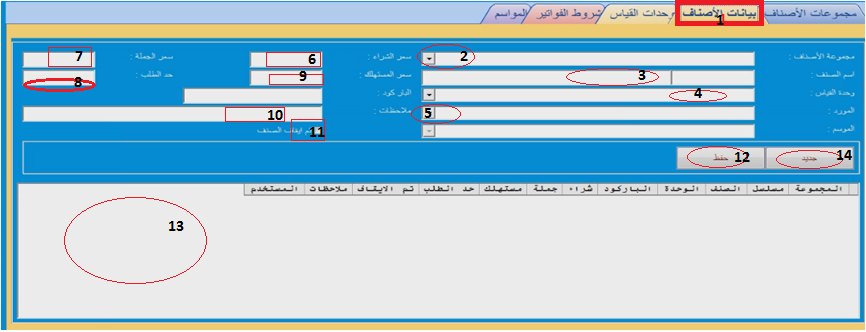 مجموعات الأصناف بيانات الأصناف وحدات القياس شروط الفواتير المواسم
1
مجموعة الأصناف : 2 سعر الشراء : 6 سعر الجملة : 7
اسم الصنف : 3 سعر المستهلك : 9 حد الطلب : 8
وحدة القياس : 4 البار كود :
المورد : 5 ملاحظات : 10
الموسم : ايقاف الصنف 11
جديد 14 حفظ 12
المجموعة مسلسل الصنف الوحدة الباركود شراء جملة مستهلك حد الطلب تم الايقاف ملاحظات المستخدم
13